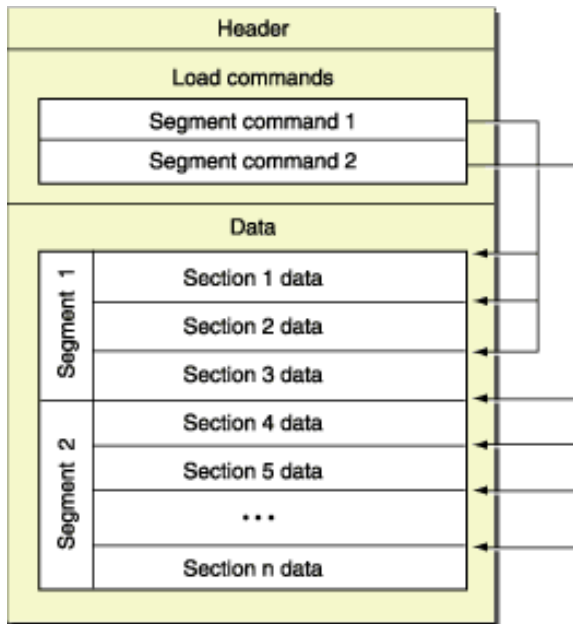 Header
Load commands
Segment command 1
Segment command 2
Data
Segment 1
Section 1 data
Section 2 data
Section 3 data
Segment 2
Section 4 data
Section 5 data
...
Section n data